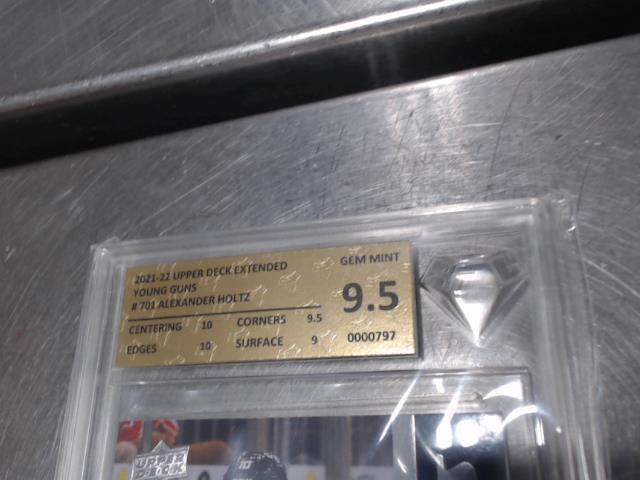 2021-22 UPPER DECK EXTENDED
YOUNG GUNS
# 701 ALEXANDER HOLTZ
GEM MINT
9.5
CENTERING 10 CORNERS 9.5
EDGES 10 SURFACE 9
0000797
UPPER
DECK
10